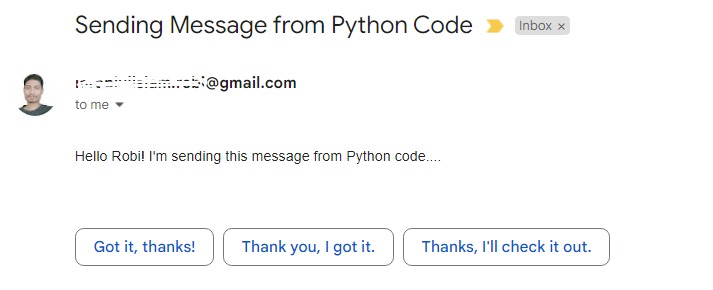 Sending Message from Python Code Inbox ×
@gmail.com
to me
Hello Robi! I'm sending this message from Python code....
Got it, thanks! Thank you, I got it. Thanks, I'll check it out.